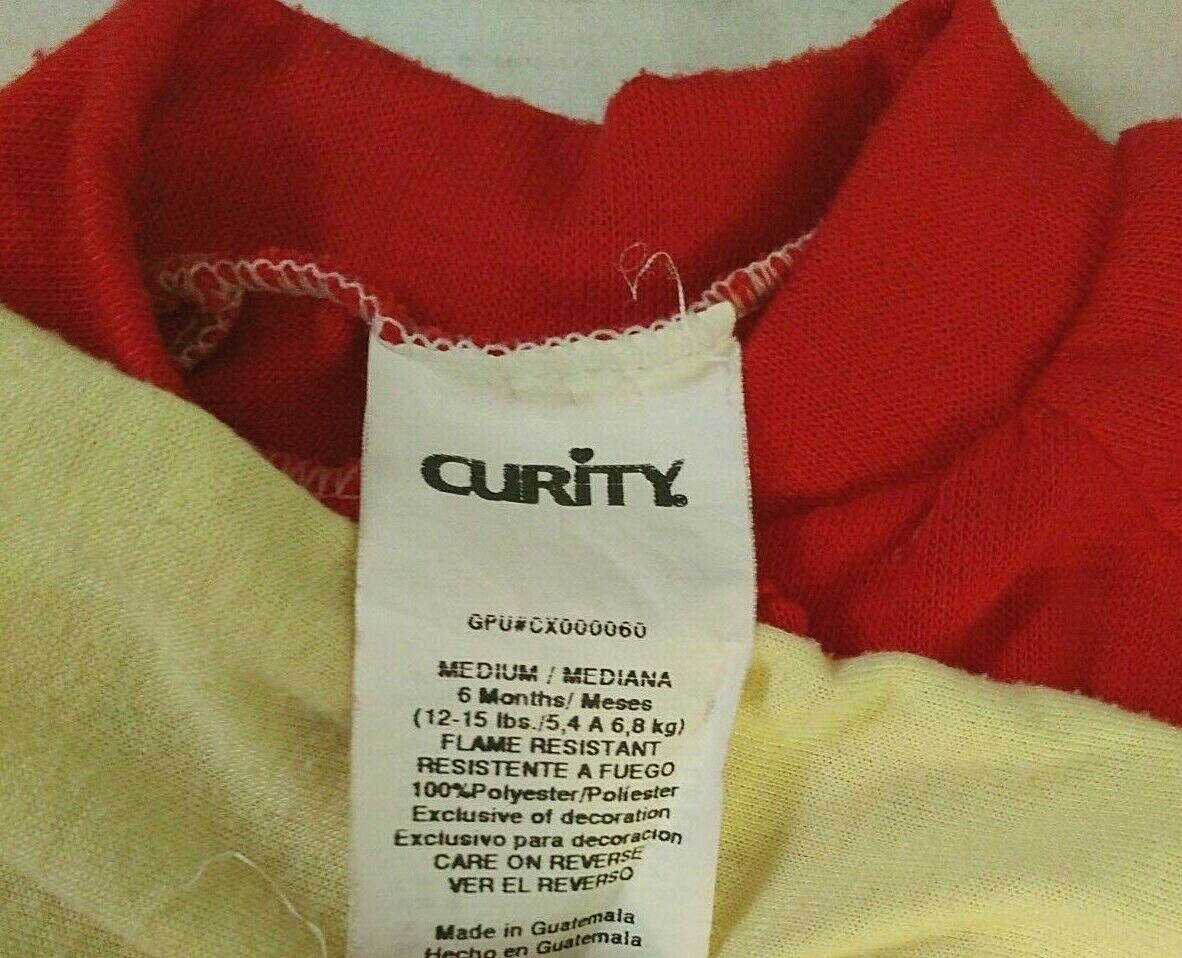 CURiTY®
GPU#CX000060
MEDIUM / MEDIANA
6 Months/ Meses
(12-15 lbs./5,4 A 6,8 kg)
FLAME RESISTANT
RESISTENTE A FUEGO
100%Polyester/Poliester
Exclusive of decoration
Exclusivo para decoracion
CARE ON REVERSE
VER EL REVERSO
Made in Guatemala
Hecho en Guatemala